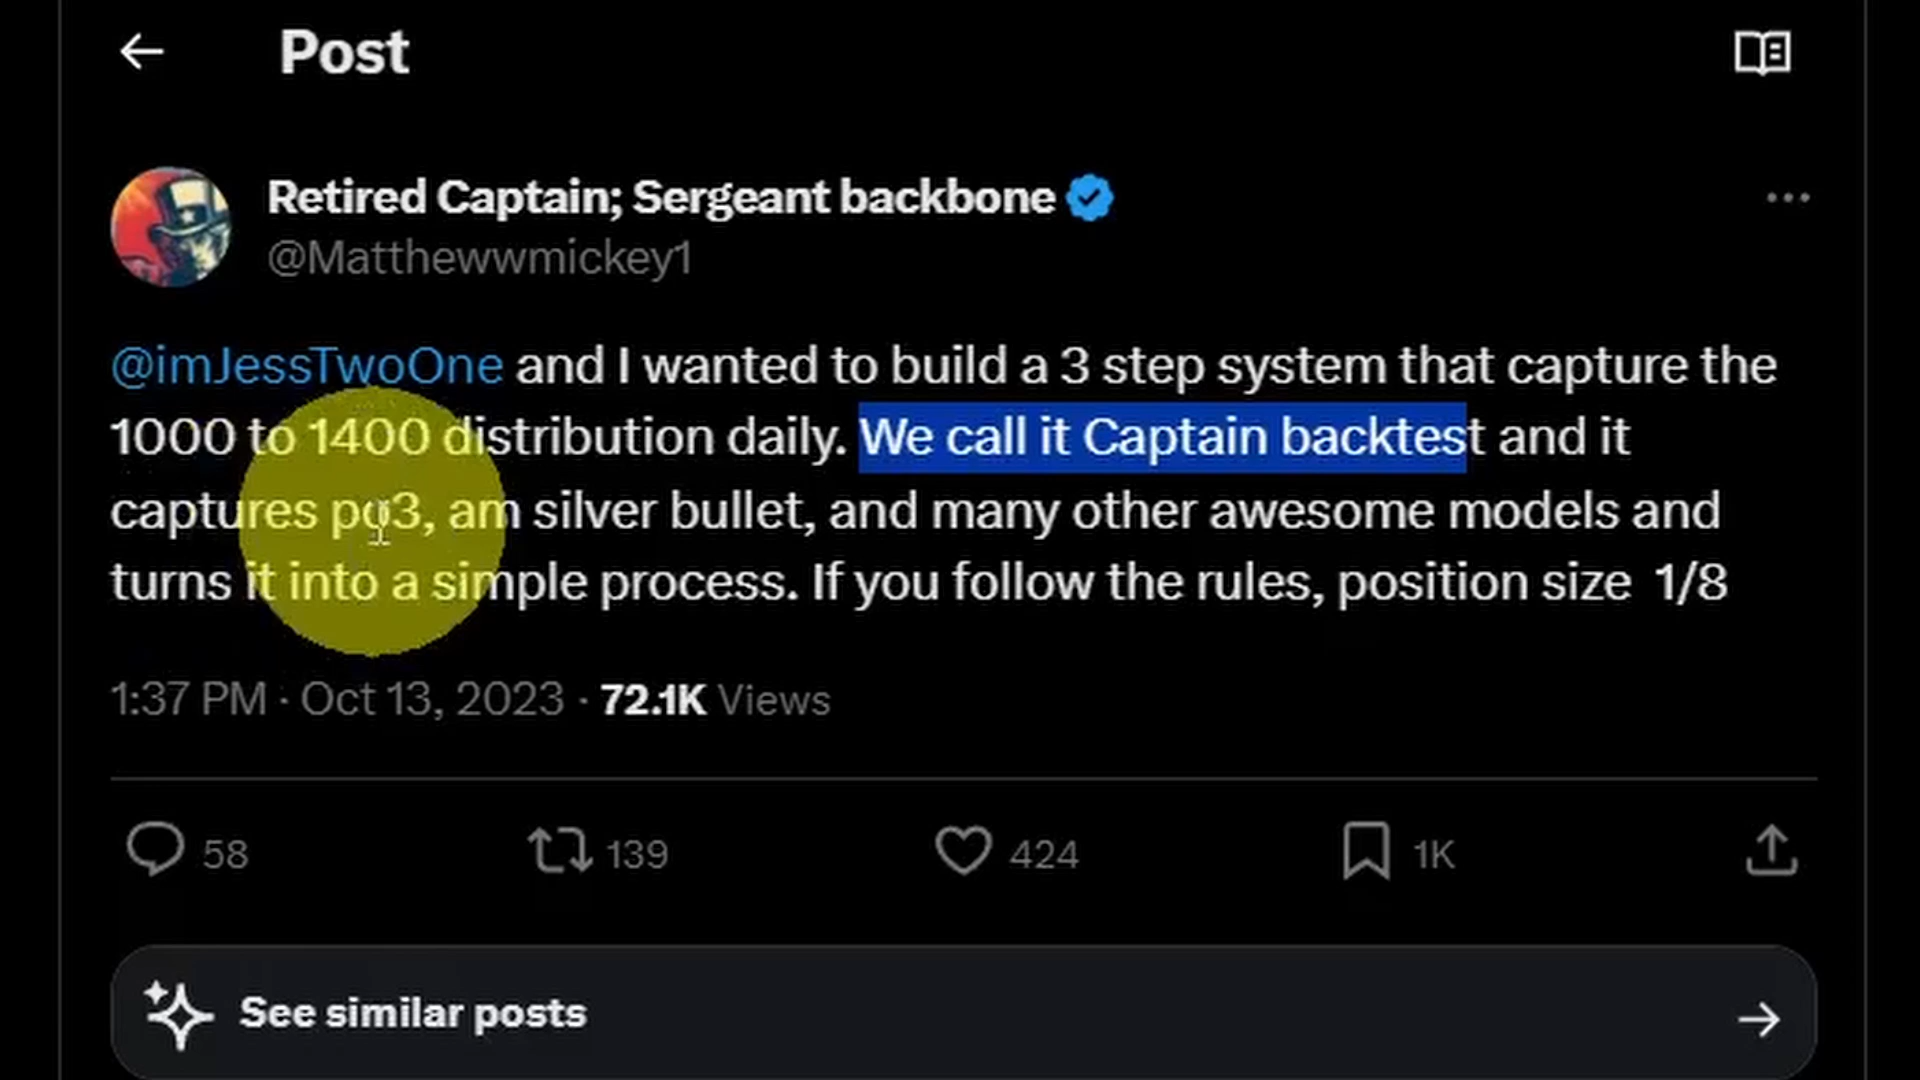 Post
Retired Captain; Sergeant backbone
@Matthewwmickey1
@imJessTwoOne and I wanted to build a 3 step system that capture the
1000 to 1400 distribution daily. We call it Captain backtest and it
captures po3, am silver bullet, and many other awesome models and
turns it into a simple process. If you follow the rules, position size 1/8
1:37 PM · Oct 13, 2023 · 72.1K Views
58 139 424 1K
See similar posts